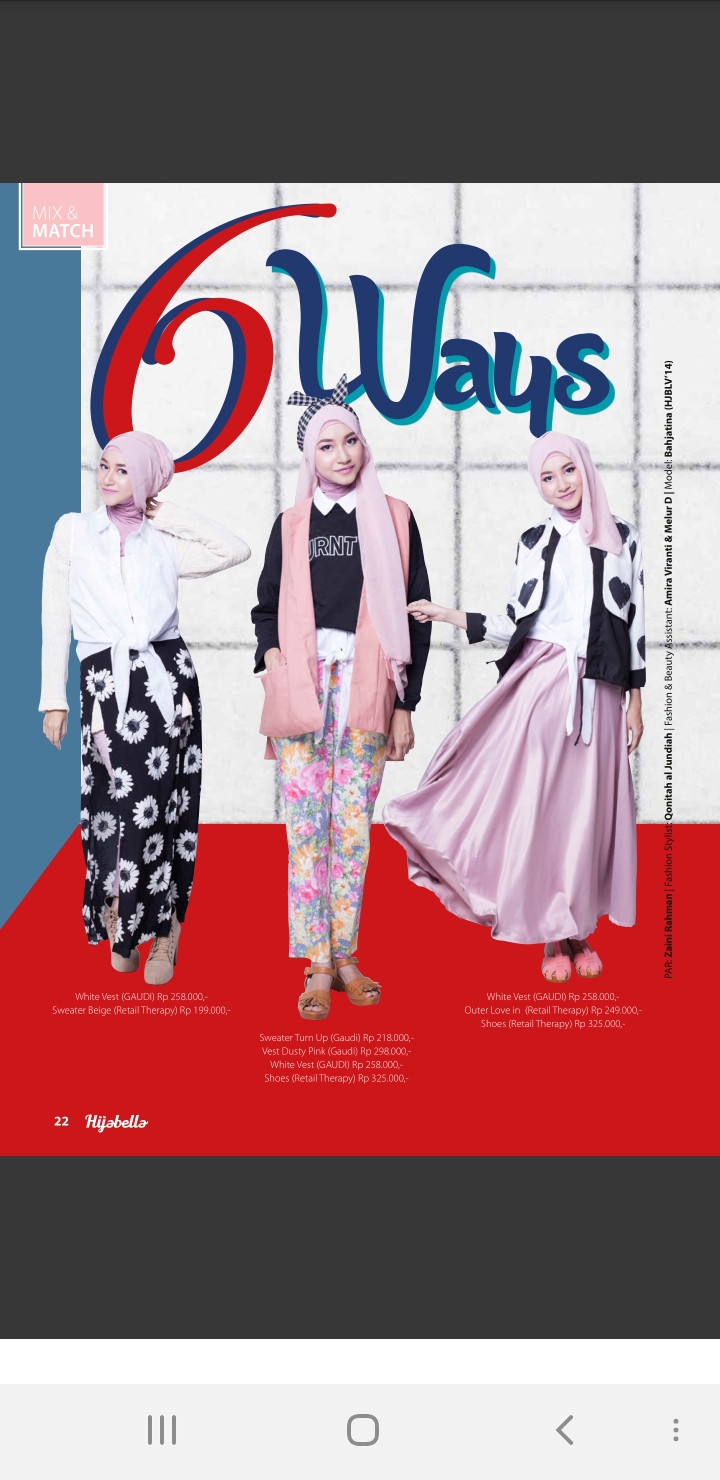 MIX &
MATCH
6 Ways
URNT
PAR: Zaini Rahman | Fashion Stylist: Qonitah al Jundiah | Fashion & Beauty Assistant: Amira Viranti & Melur D | Model: Bahjatina (HJBLV'14)
White Vest (GAUDI) Rp 258.000,-
Sweater Beige (Retail Therapy) Rp 199.000,-
Sweater Turn Up (Gaudi) Rp 218.000,-
Vest Dusty Pink (Gaudi) Rp 298.000,-
White Vest (GAUDI) Rp 258.000,-
Shoes (Retail Therapy) Rp 325.000,-
White Vest (GAUDI) Rp 258.000,-
Outer Love in (Retail Therapy) Rp 249.000,-
Shoes (Retail Therapy) Rp 325.000,-
22 Hijabella